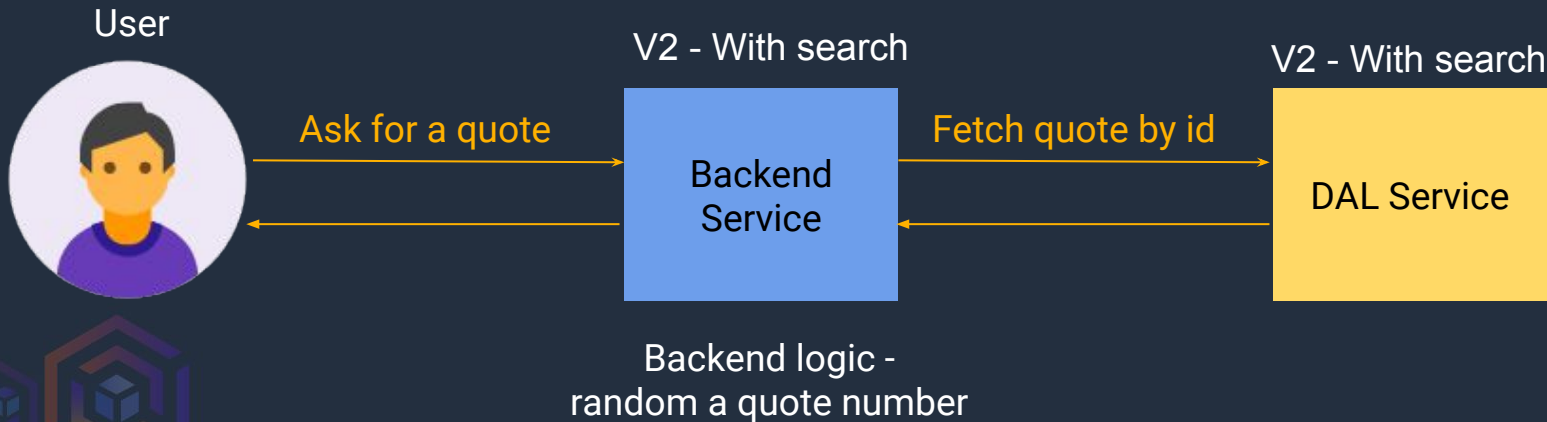 User
V2 - With search
V2 - With search
Ask for a quote
Fetch quote by id
Backend
Service
DAL Service
Backend logic -
random a quote number